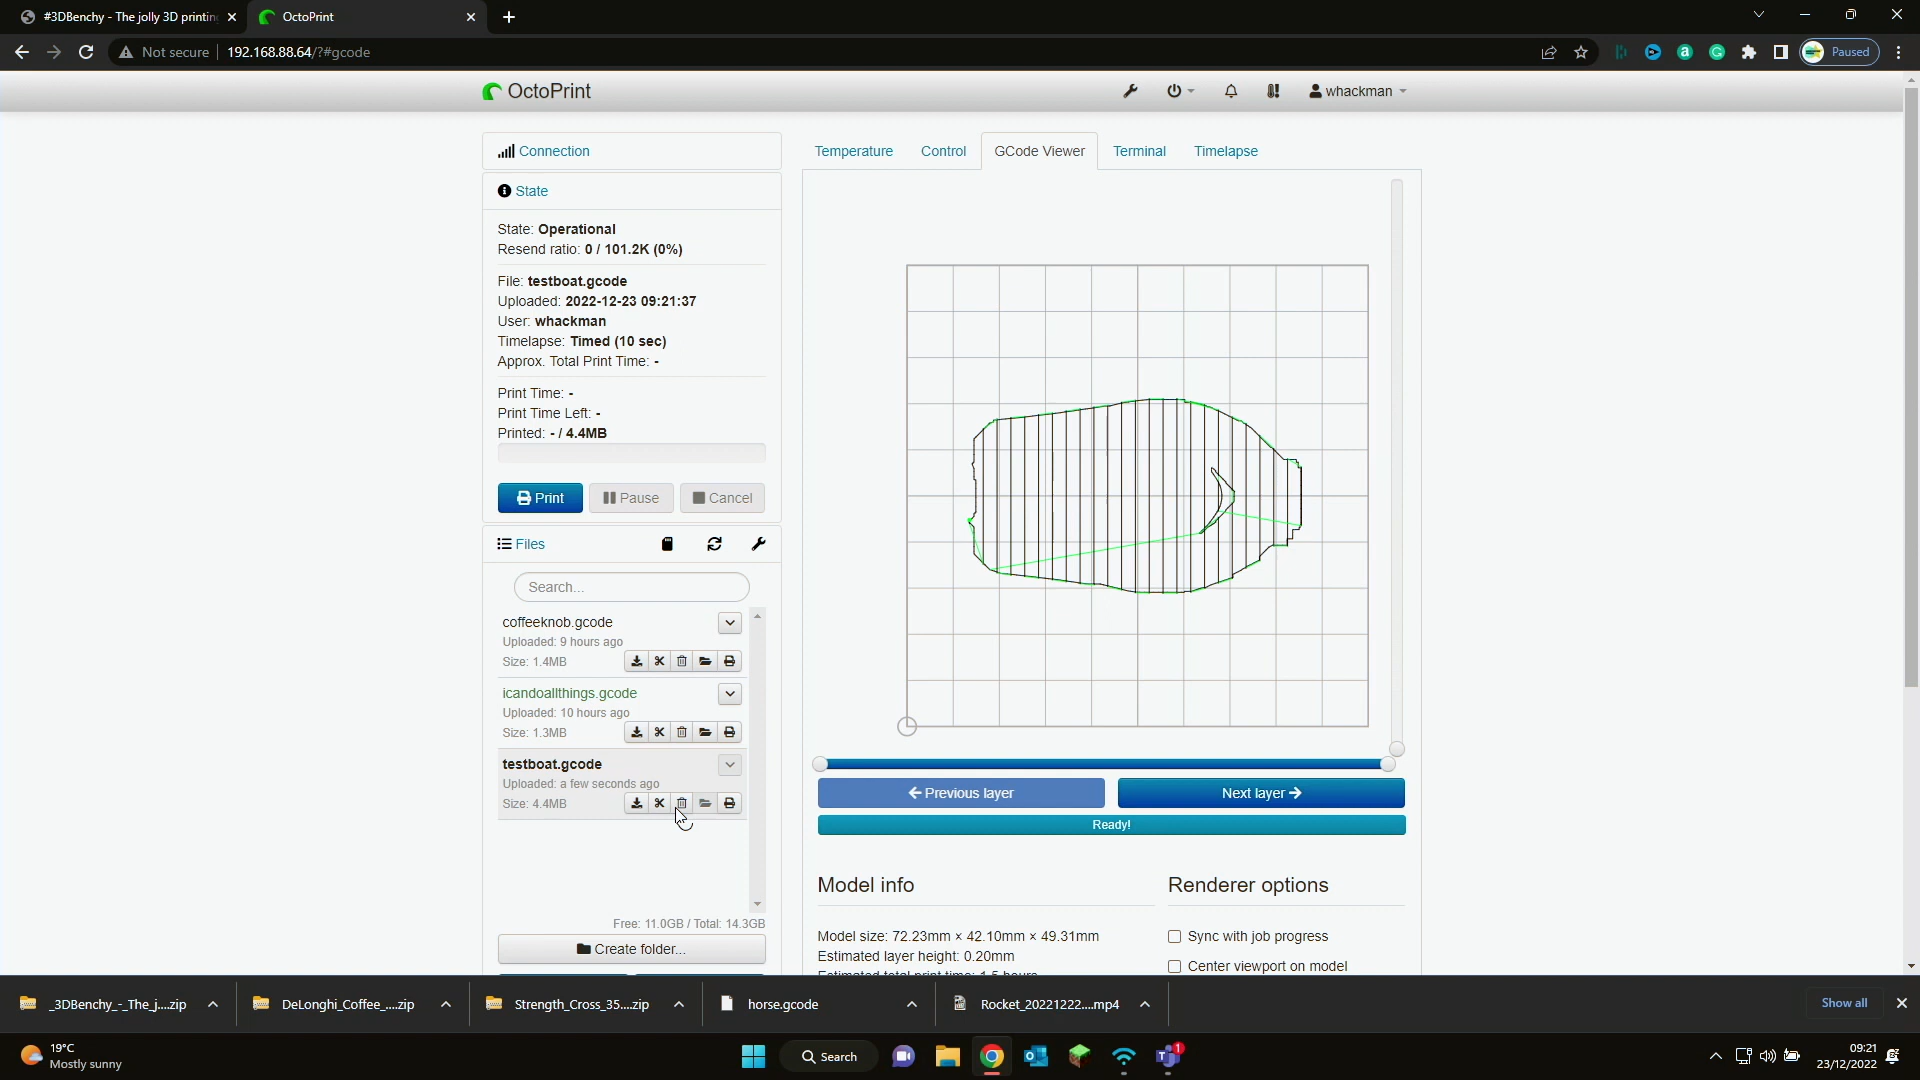 #3DBenchy - The jolly 3D printin
OctoPrint
Not secure
192.168.88.64/?#gcode
Paused
OctoPrint
whackman
Connection
State
State: Operational
Resend ratio: 0 / 101.2K (0%)
File: testboat.gcode
Uploaded: 2022-12-23 09:21:37
User: whackman
Timelapse: Timed (10 sec)
Approx. Total Print Time: -
Print Time: -
Print Time Left: -
Printed: - / 4.4MB
Print
Pause
Cancel
Files
Search...
coffeeknob.gcode
Uploaded: 9 hours ago
Size: 1.4MB
icandoallthings.gcode
Uploaded: 10 hours ago
Size: 1.3MB
testboat.gcode
Uploaded: a few seconds ago
Size: 4.4MB
Free: 11.0GB / Total: 14.3GB
Create folder...
Temperature
Control
GCode Viewer
Terminal
Timelapse
Previous layer
Next layer
Ready!
Model info
Model size: 72.23mm × 42.10mm × 49.31mm
Estimated layer height: 0.20mm
Estimated total print time: 1.5 hours
Renderer options
Sync with job progress
Center viewport on model
_3DBenchy_-_The_j....zip
DeLonghi_Coffee_....zip
Strength_Cross_35....zip
horse.gcode
Rocket_20221222....mp4
Show all
19°C
Mostly sunny
Search
1
09:21
23/12/2022